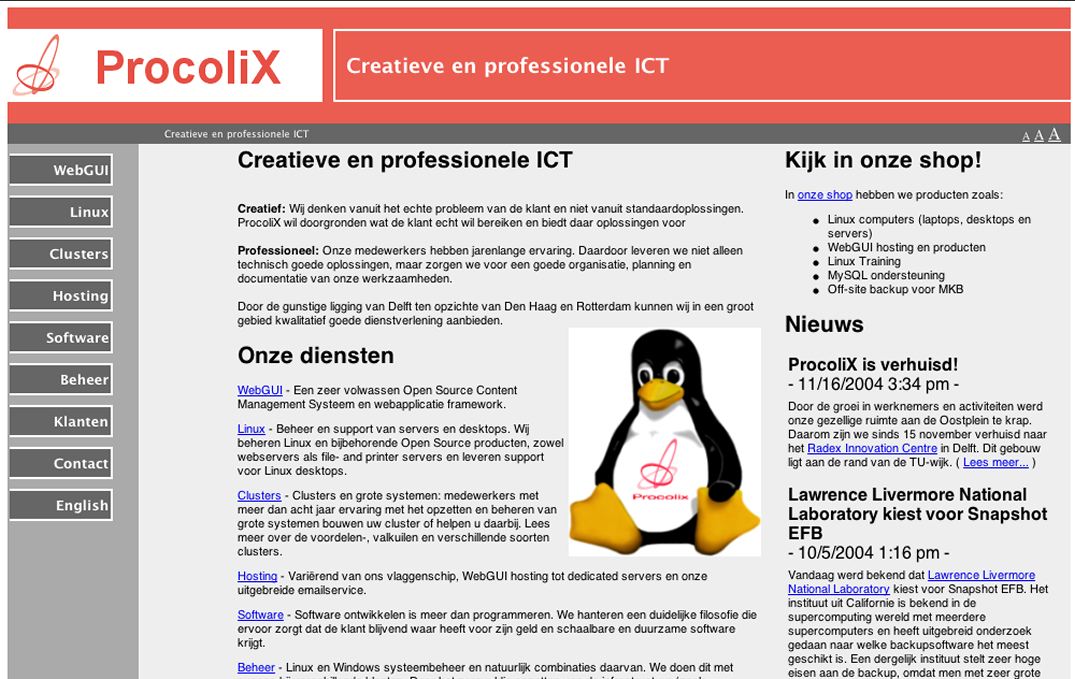 ProcoliX
Creatieve en professionele ICT
Creatieve en professionele ICT
A A A
WebGUI
Linux
Clusters
Hosting
Software
Beheer
Klanten
Contact
English
Creatieve en professionele ICT
Creatief: Wij denken vanuit het echte probleem van de klant en niet vanuit standaardoplossingen.
ProcoliX wil doorgronden wat de klant echt wil bereiken en biedt daar oplossingen voor
Professioneel: Onze medewerkers hebben jarenlange ervaring. Daardoor leveren we niet alleen
technisch goede oplossingen, maar zorgen we voor een goede organisatie, planning en
documentatie van onze werkzaamheden.
Door de gunstige ligging van Delft ten opzichte van Den Haag en Rotterdam kunnen wij in een groot
gebied kwalitatief goede dienstverlening aanbieden.
Onze diensten
WebGUI - Een zeer volwassen Open Source Content
Management Systeem en webapplicatie framework.
Linux - Beheer en support van servers en desktops. Wij
beheren Linux en bijbehorende Open Source producten, zowel
webservers als file- and printer servers en leveren support
voor Linux desktops.
Clusters - Clusters en grote systemen: medewerkers met
meer dan acht jaar ervaring met het opzetten en beheren van
grote systemen bouwen uw cluster of helpen u daarbij. Lees
meer over de voordelen-, valkuilen en verschillende soorten
clusters.
Procolix
Hosting - Variërend van ons vlaggenschip, WebGUI hosting tot dedicated servers en onze
uitgebreide emailservice.
Software - Software ontwikkelen is meer dan programmeren. We hanteren een duidelijke filosofie die
ervoor zorgt dat de klant blijvend waar heeft voor zijn geld en schaalbare en duurzame software
krijgt.
Beheer - Linux en Windows systeembeheer en natuurlijk combinaties daarvan. We doen dit met
Kijk in onze shop!
In onze shop hebben we producten zoals:
Linux computers (laptops, desktops en
servers)
WebGUI hosting en producten
Linux Training
MySQL ondersteuning
Off-site backup voor MKB
Nieuws
ProcoliX is verhuisd!
- 11/16/2004 3:34 pm -
Door de groei in werknemers en activiteiten werd
onze gezellige ruimte aan de Oostplein te krap.
Daarom zijn we sinds 15 november verhuisd naar
het Radex Innovation Centre in Delft. Dit gebouw
ligt aan de rand van de TU-wijk. ( Lees meer... )
Lawrence Livermore National
Laboratory kiest voor Snapshot
EFB
- 10/5/2004 1:16 pm -
Vandaag werd bekend dat Lawrence Livermore
National Laboratory kiest voor Snapshot EFB. Het
instituut uit Californie is bekend in de
supercomputing wereld met meerdere
supercomputers en heeft uitgebreid onderzoek
gedaan naar welke backupsoftware het meest
geschikt is. Een dergelijk instituut stelt zeer hoge
eisen aan de backup, omdat men met zeer grote